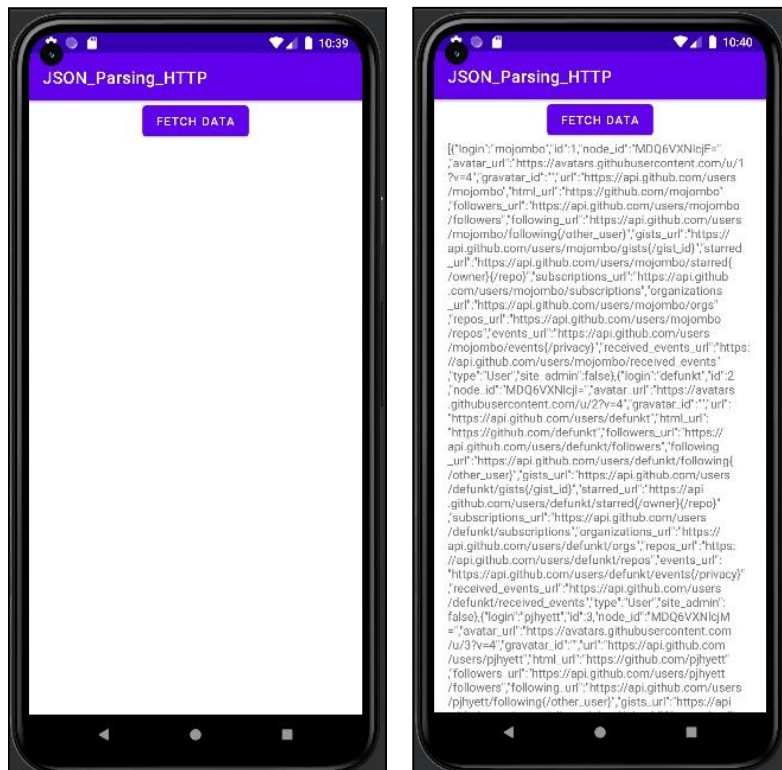 10:39
JSON_Parsing_HTTP
FETCH DATA
10:40
JSON_Parsing_HTTP
FETCH DATA
[{"login":"mojombo","id":1,"node_id":"MDQ6VXNlcjE="
,"avatar_url":"https://avatars.githubusercontent.com/u/1
?v=4","gravatar_id":"","url":"https://api.github.com/users
/mojombo","html_url":"https://github.com/mojombo"
,"followers_url":"https://api.github.com/users/mojombo
/followers","following_url":"https://api.github.com/users
/mojombo/following{/other_user}","gists_url":"https://
api.github.com/users/mojombo/gists{/gist_id}","starred
_url":"https://api.github.com/users/mojombo/starred{
/owner}{/repo}","subscriptions_url":"https://api.github
.com/users/mojombo/subscriptions","organizations
_url":"https://api.github.com/users/mojombo/orgs"
,"repos_url":"https://api.github.com/users/mojombo
/repos","events_url":"https://api.github.com/users
/mojombo/events{/privacy}","received_events_url":"https:
//api.github.com/users/mojombo/received_events"
,"type":"User","site_admin":false},{"login":"defunkt","id":2
,"node_id":"MDQ6VXNlcjI=","avatar_url":"https://avatars
.githubusercontent.com/u/2?v=4","gravatar_id":"","url":
"https://api.github.com/users/defunkt","html_url":
"https://github.com/defunkt","followers_url":"https://
api.github.com/users/defunkt/followers","following
_url":"https://api.github.com/users/defunkt/following{
/other_user}","gists_url":"https://api.github.com/users
/defunkt/gists{/gist_id}","starred_url":"https://api
.github.com/users/defunkt/starred{/owner}{/repo}"
,"subscriptions_url":"https://api.github.com/users
/defunkt/subscriptions","organizations_url":"https://
api.github.com/users/defunkt/orgs","repos_url":"https:
//api.github.com/users/defunkt/repos","events_url":
"https://api.github.com/users/defunkt/events{/privacy}"
,"received_events_url":"https://api.github.com/users
/defunkt/received_events","type":"User","site_admin":
false},{"login":"pjhyett","id":3,"node_id":"MDQ6VXNlcjM
=","avatar_url":"https://avatars.githubusercontent.com
/u/3?v=4","gravatar_id":"","url":"https://api.github.com
/users/pjhyett","html_url":"https://github.com/pjhyett"
,"followers_url":"https://api.github.com/users/pjhyett
/followers","following_url":"https://api.github.com/users
/pjhyett/following{/other_user}","gists_url":"https://api